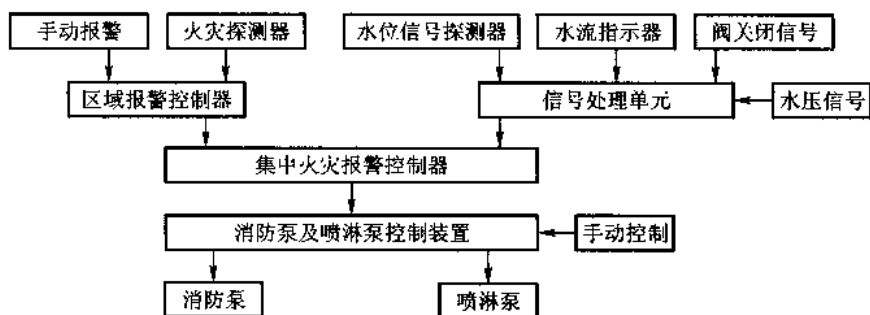 手动报警
火灾探测器
水位信号探测器
水流指示器
阀关闭信号
区域报警控制器
信号处理单元
水压信号
集中火灾报警控制器
消防泵及喷淋泵控制装置
手动控制
消防泵
喷淋泵